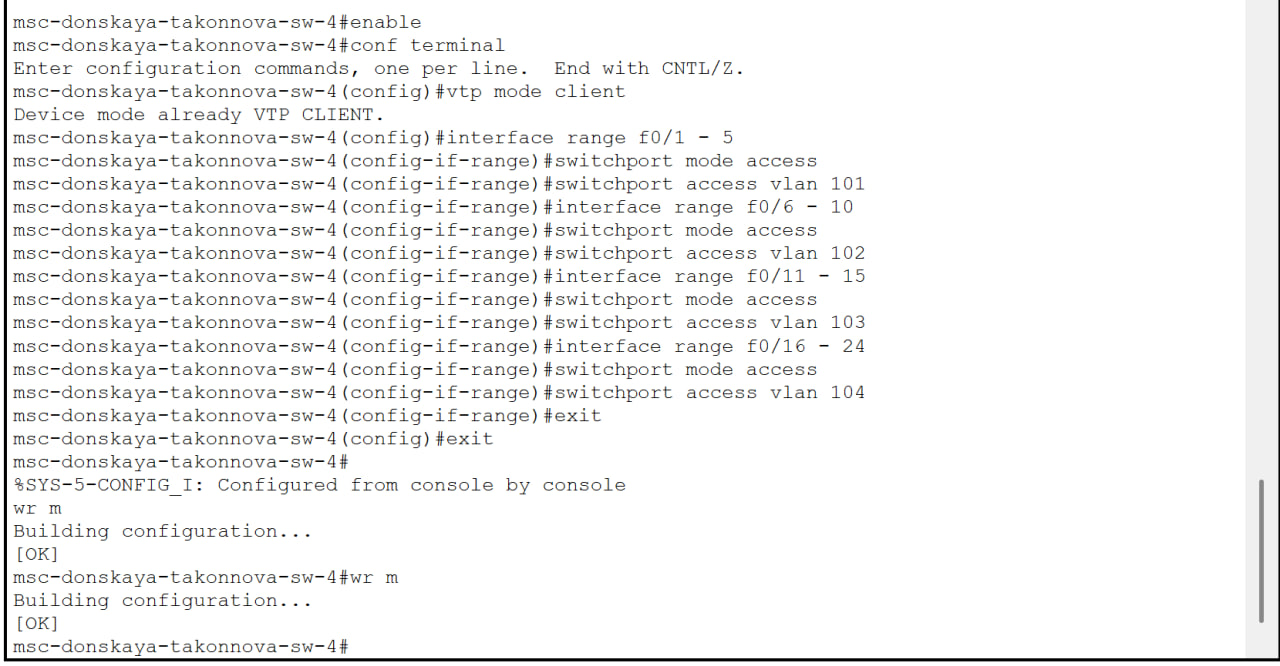 msc-donskaya-takonnova-sw-4#enable
msc-donskaya-takonnova-sw-4#conf terminal
Enter configuration commands, one per line.  End with CNTL/Z.
msc-donskaya-takonnova-sw-4(config)#vtp mode client
Device mode already VTP CLIENT.
msc-donskaya-takonnova-sw-4(config)#interface range f0/1 - 5
msc-donskaya-takonnova-sw-4(config-if-range)#switchport mode access
msc-donskaya-takonnova-sw-4(config-if-range)#switchport access vlan 101
msc-donskaya-takonnova-sw-4(config-if-range)#interface range f0/6 - 10
msc-donskaya-takonnova-sw-4(config-if-range)#switchport mode access
msc-donskaya-takonnova-sw-4(config-if-range)#switchport access vlan 102
msc-donskaya-takonnova-sw-4(config-if-range)#interface range f0/11 - 15
msc-donskaya-takonnova-sw-4(config-if-range)#switchport mode access
msc-donskaya-takonnova-sw-4(config-if-range)#switchport access vlan 103
msc-donskaya-takonnova-sw-4(config-if-range)#interface range f0/16 - 24
msc-donskaya-takonnova-sw-4(config-if-range)#switchport mode access
msc-donskaya-takonnova-sw-4(config-if-range)#switchport access vlan 104
msc-donskaya-takonnova-sw-4(config-if-range)#exit
msc-donskaya-takonnova-sw-4(config)#exit
msc-donskaya-takonnova-sw-4#
%SYS-5-CONFIG_I: Configured from console by console
wr m
Building configuration...
[OK]
msc-donskaya-takonnova-sw-4#wr m
Building configuration...
[OK]
msc-donskaya-takonnova-sw-4#